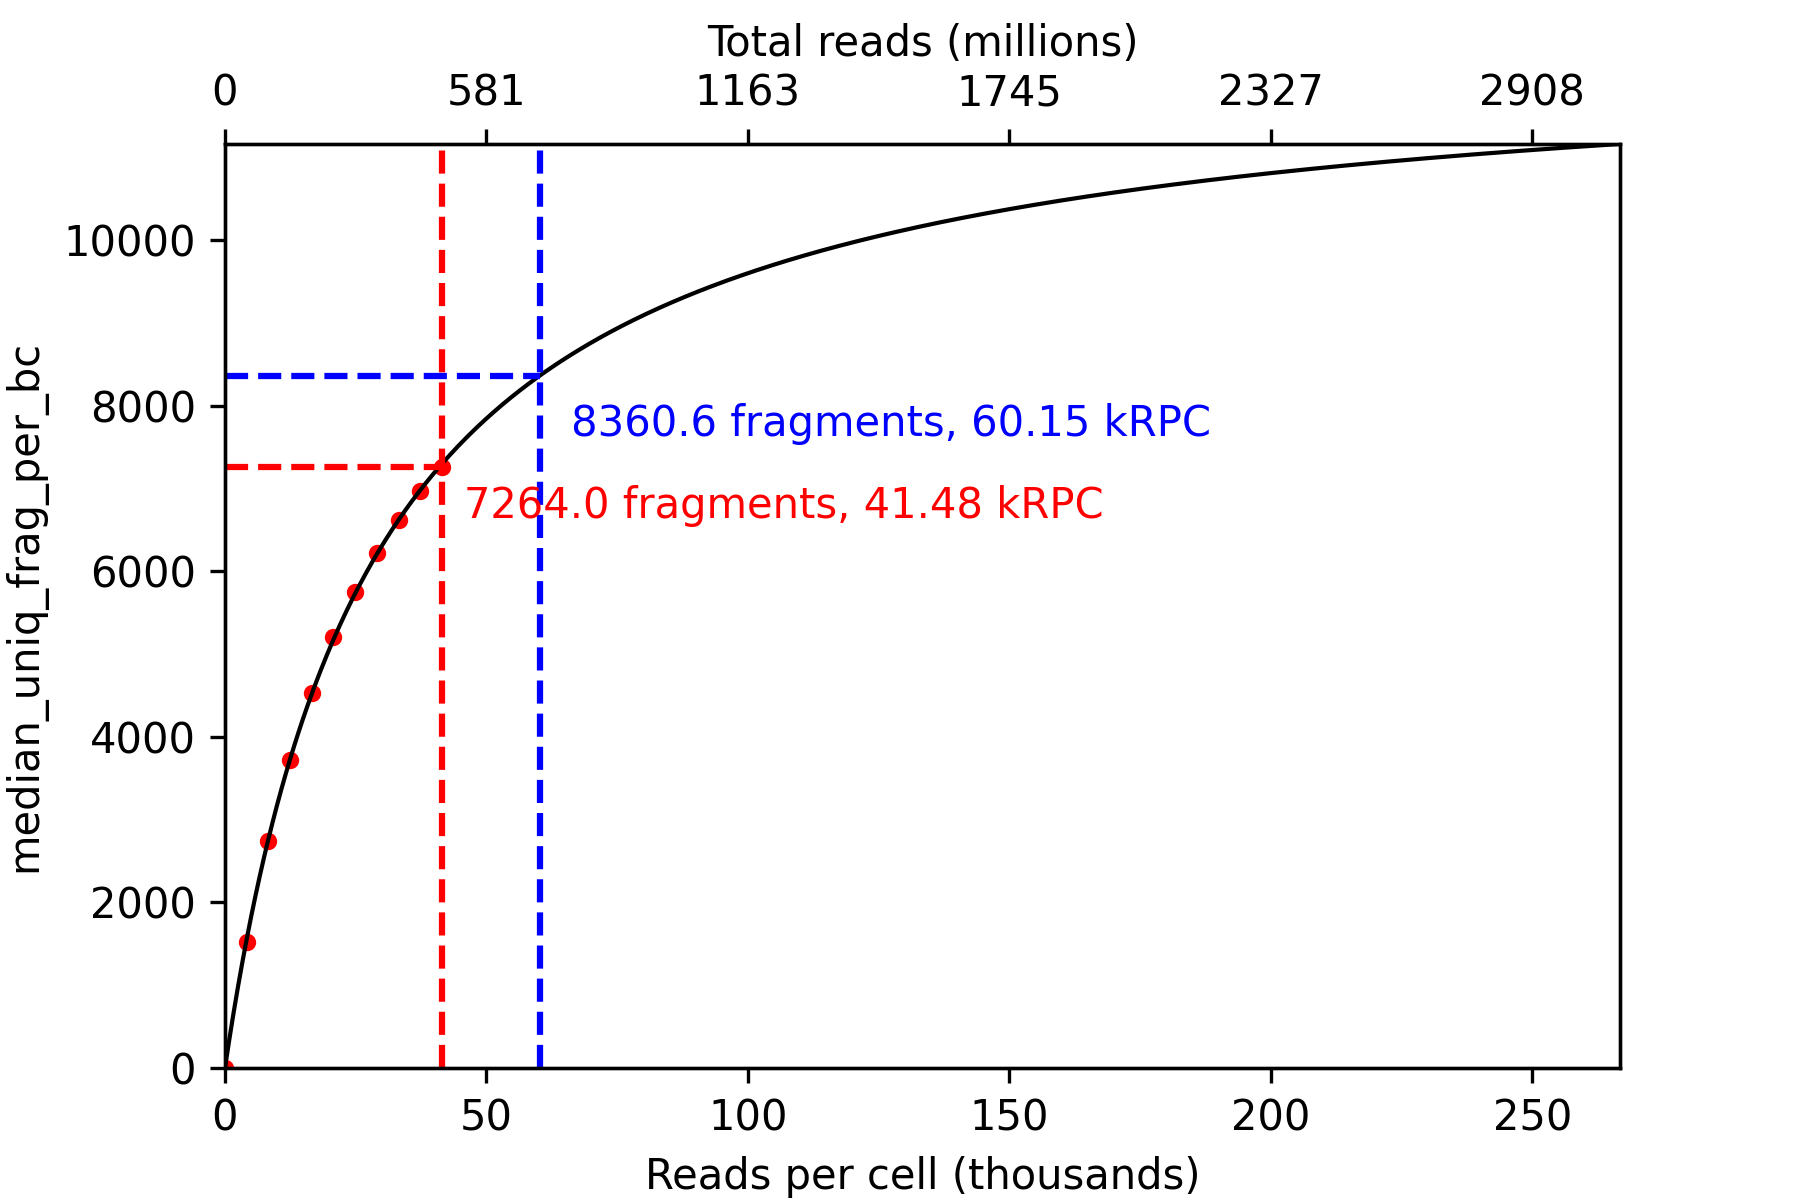 Total reads (millions)
0 581 1163 1745 2327 2908
10000
8000
6000
4000
2000
0
median_uniq_frag_per_bc
8360.6 fragments, 60.15 kRPC
7264.0 fragments, 41.48 kRPC
0 50 100 150 200 250
Reads per cell (thousands)